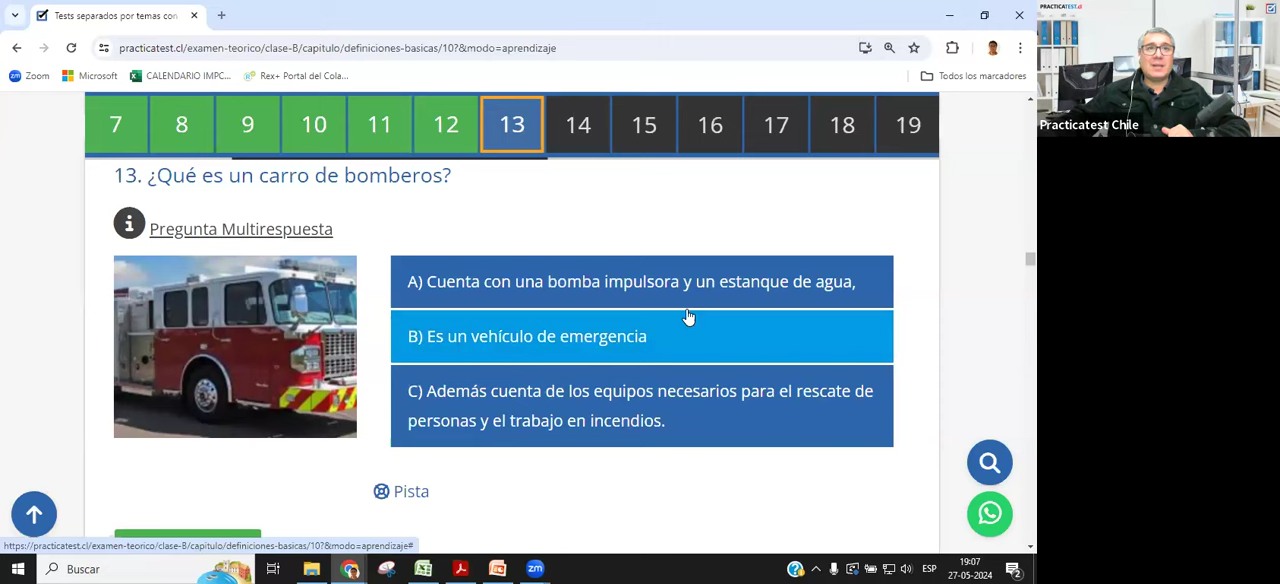 Tests separados por temas con
practicatest.cl/examen-teorico/clase-B/capitulo/definiciones-basicas/10?&modo=aprendizaje
Zoom
Microsoft
CALENDARIO IMPC...
Rex+ Portal del Cola...
Todos los marcadores
PRACTICATEST.cl
Practicatest Chile
7 8 9 10 11 12 13 14 15 16 17 18 19
13. ¿Qué es un carro de bomberos?
Pregunta Multirespuesta
A) Cuenta con una bomba impulsora y un estanque de agua,
B) Es un vehículo de emergencia
C) Además cuenta de los equipos necesarios para el rescate de
personas y el trabajo en incendios.
Pista
https://practicatest.cl/examen-teorico/clase-B/capitulo/definiciones-basicas/10?&modo=aprendizaje#
Buscar
zm
ESP
19:07
27-05-2024
2